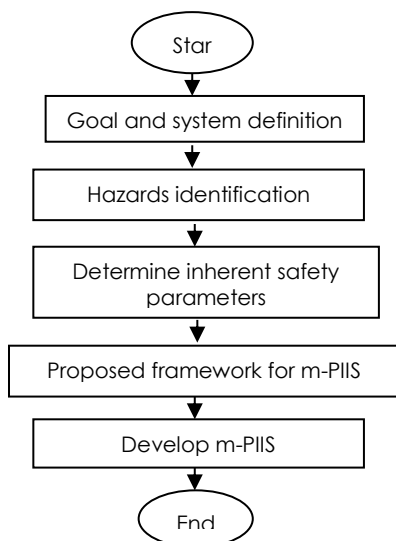 Star
Goal and system definition
Hazards identification
Determine inherent safety
parameters
Proposed framework for m-PIIS
Develop m-PIIS
End